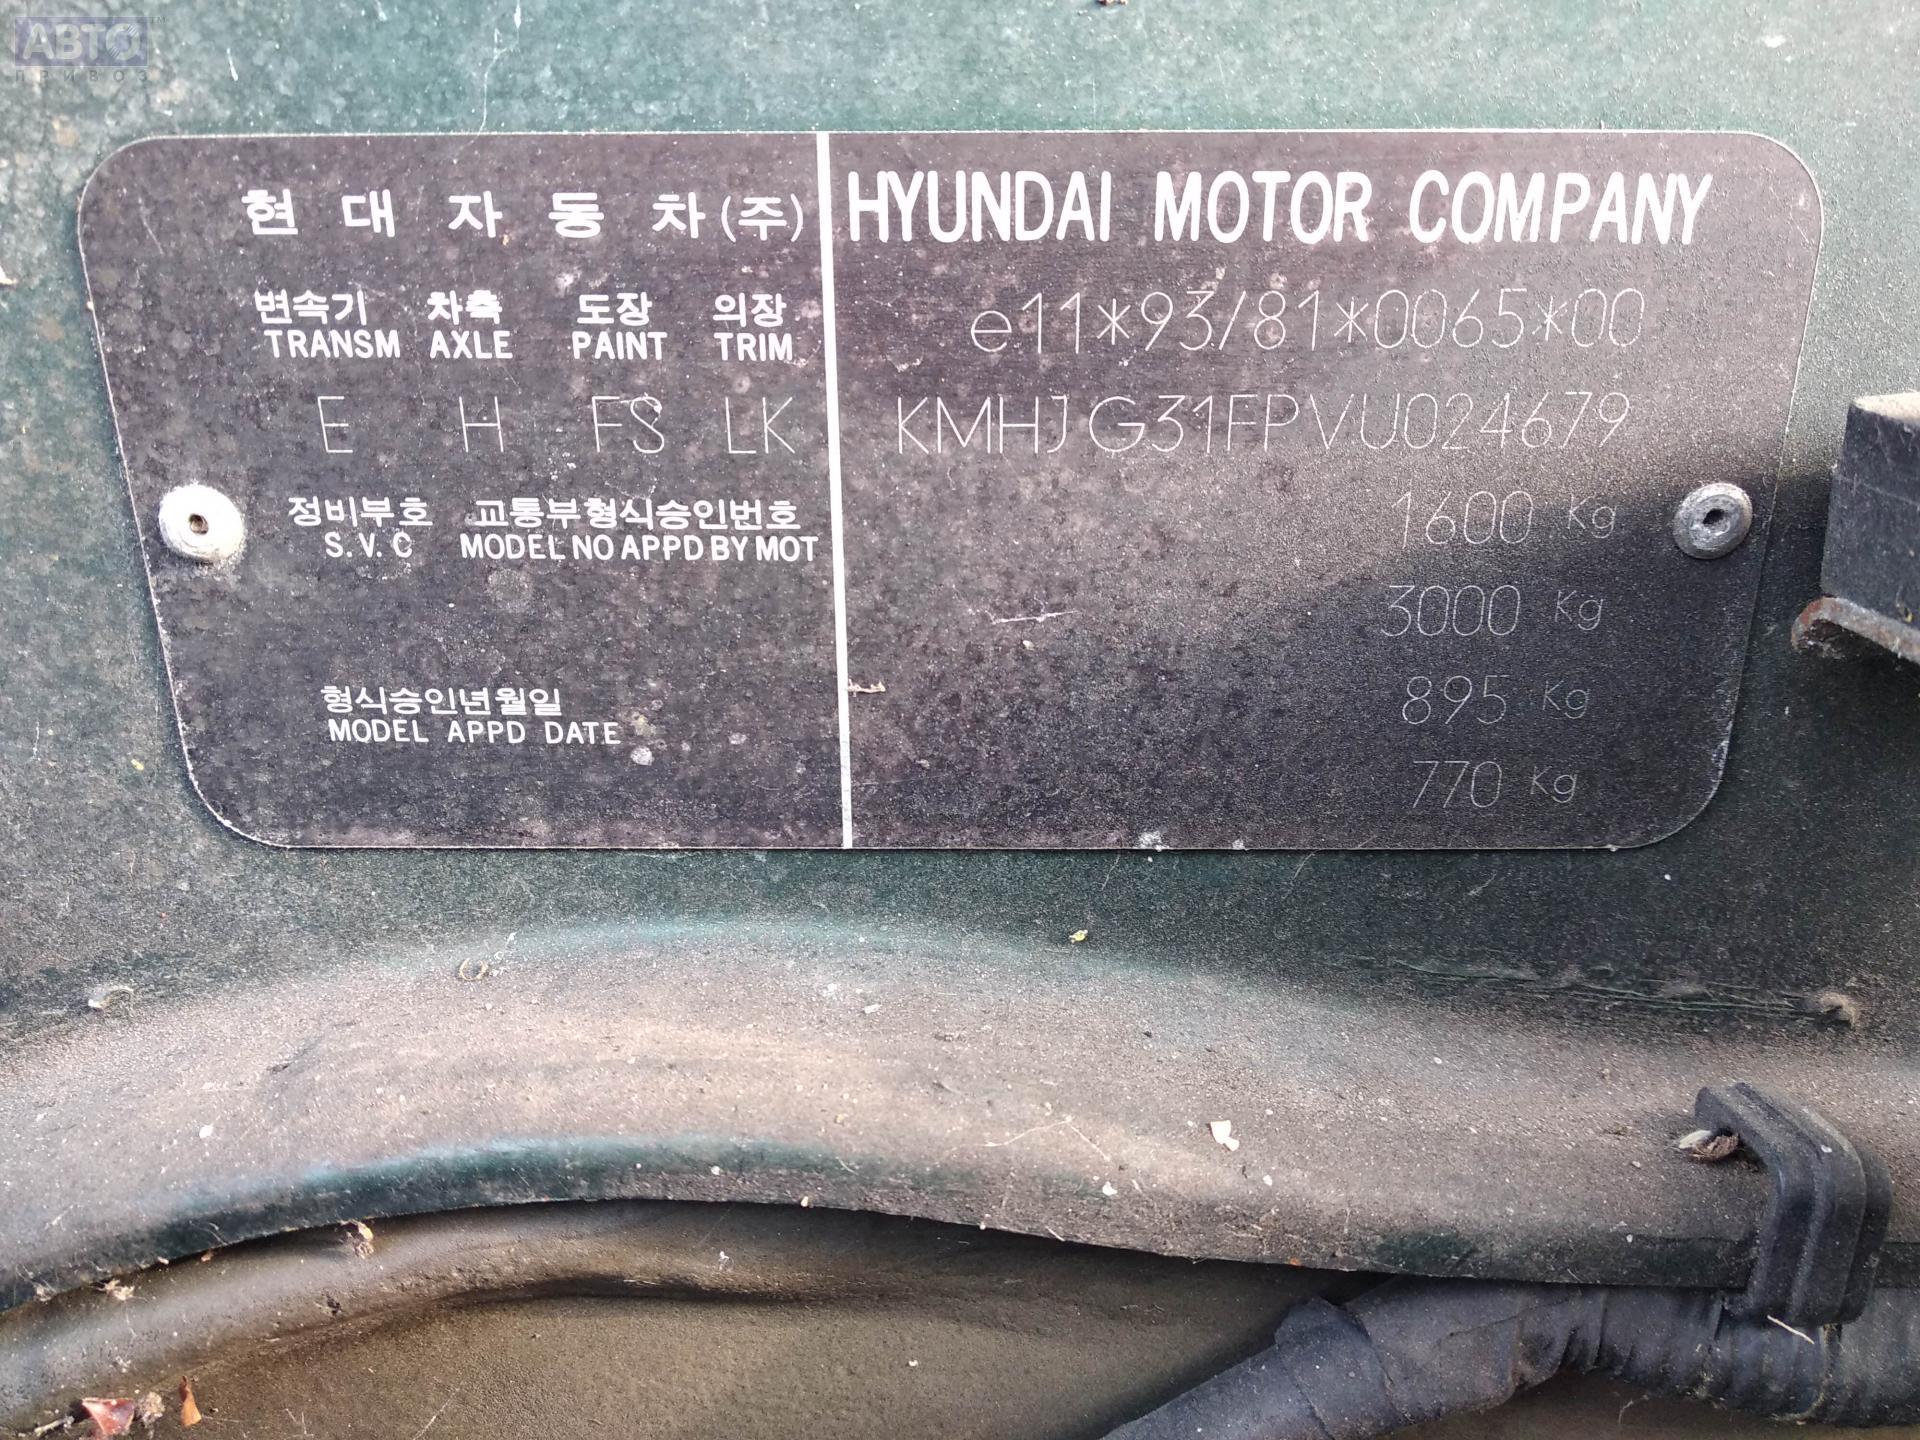 АВТО™
ПРИВОЗ
현대자동차(주)
변속기 차축 도장 의장
TRANSM AXLE PAINT TRIM
E H FS LK
정비부호 교통부형식승인번호
S.V.C MODEL NO APPD BY MOT
형식승인년월일
MODEL APPD DATE
HYUNDAI MOTOR COMPANY
e11*93/81*0065*00
KMHJG31FPVU024679
1600 Kg
3000 Kg
895 Kg
770 Kg